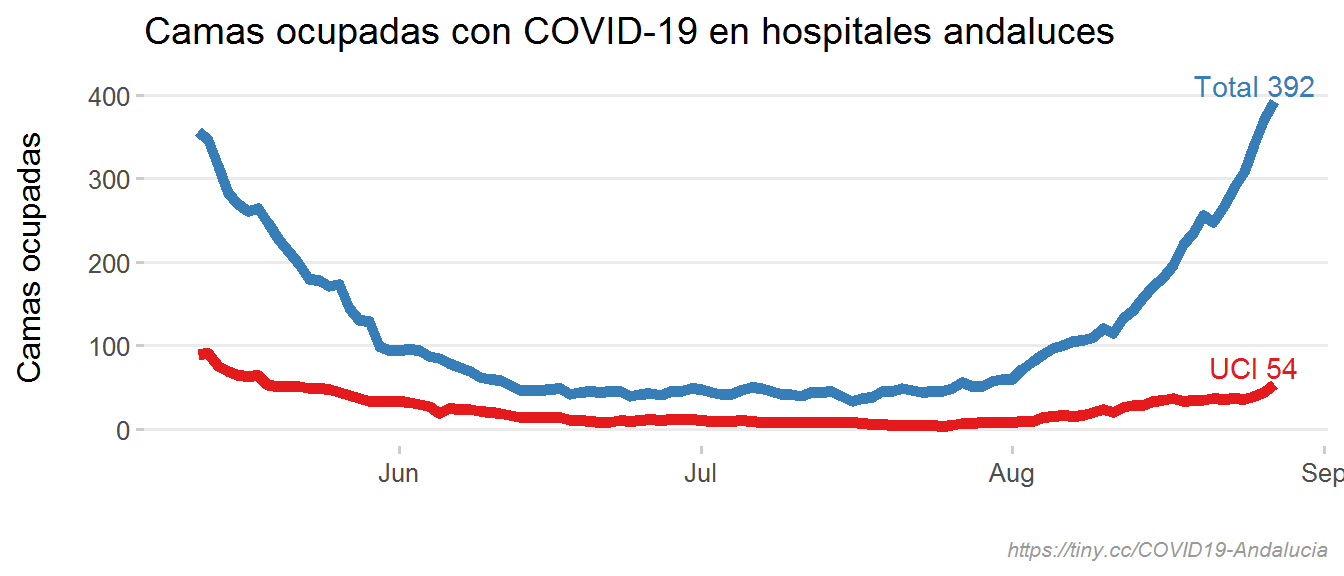 Camas ocupadas con COVID-19 en hospitales andaluces
Camas ocupadas
400
300
200
100
0
Total 392
UCI 54
Jun
Jul
Aug
Sep
https://tiny.cc/COVID19-Andalucia